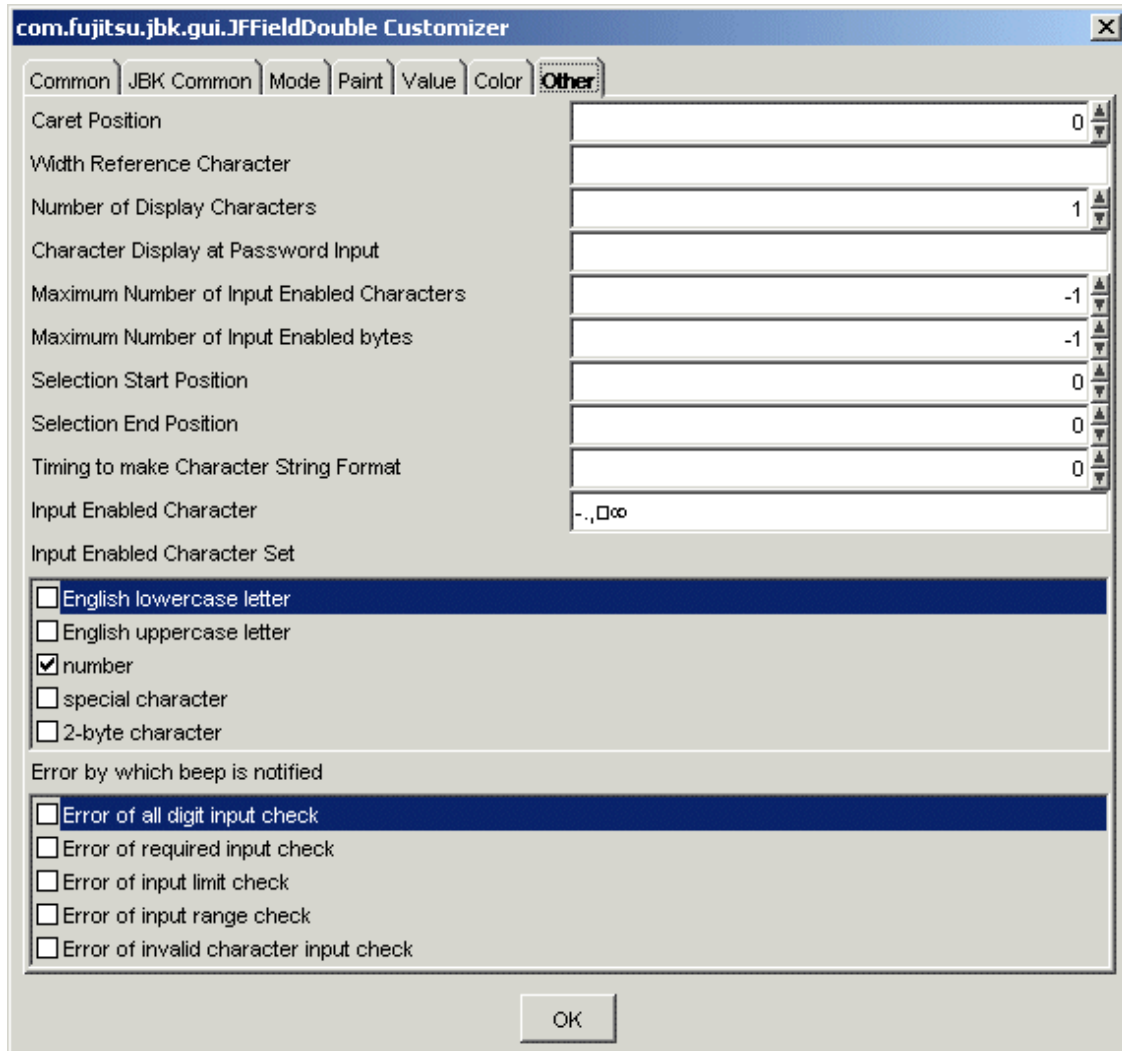 com.fujitsu.jbk.gui.JFFieldDouble Customizer
Common JBK Common Mode Paint Value Color Other
Caret Position 0
Width Reference Character
Number of Display Characters 1
Character Display at Password Input
Maximum Number of Input Enabled Characters -1
Maximum Number of Input Enabled bytes -1
Selection Start Position 0
Selection End Position 0
Timing to make Character String Format 0
Input Enabled Character -.,□∞
Input Enabled Character Set
English lowercase letter
English uppercase letter
number
special character
2-byte character
Error by which beep is notified
Error of all digit input check
Error of required input check
Error of input limit check
Error of input range check
Error of invalid character input check
OK